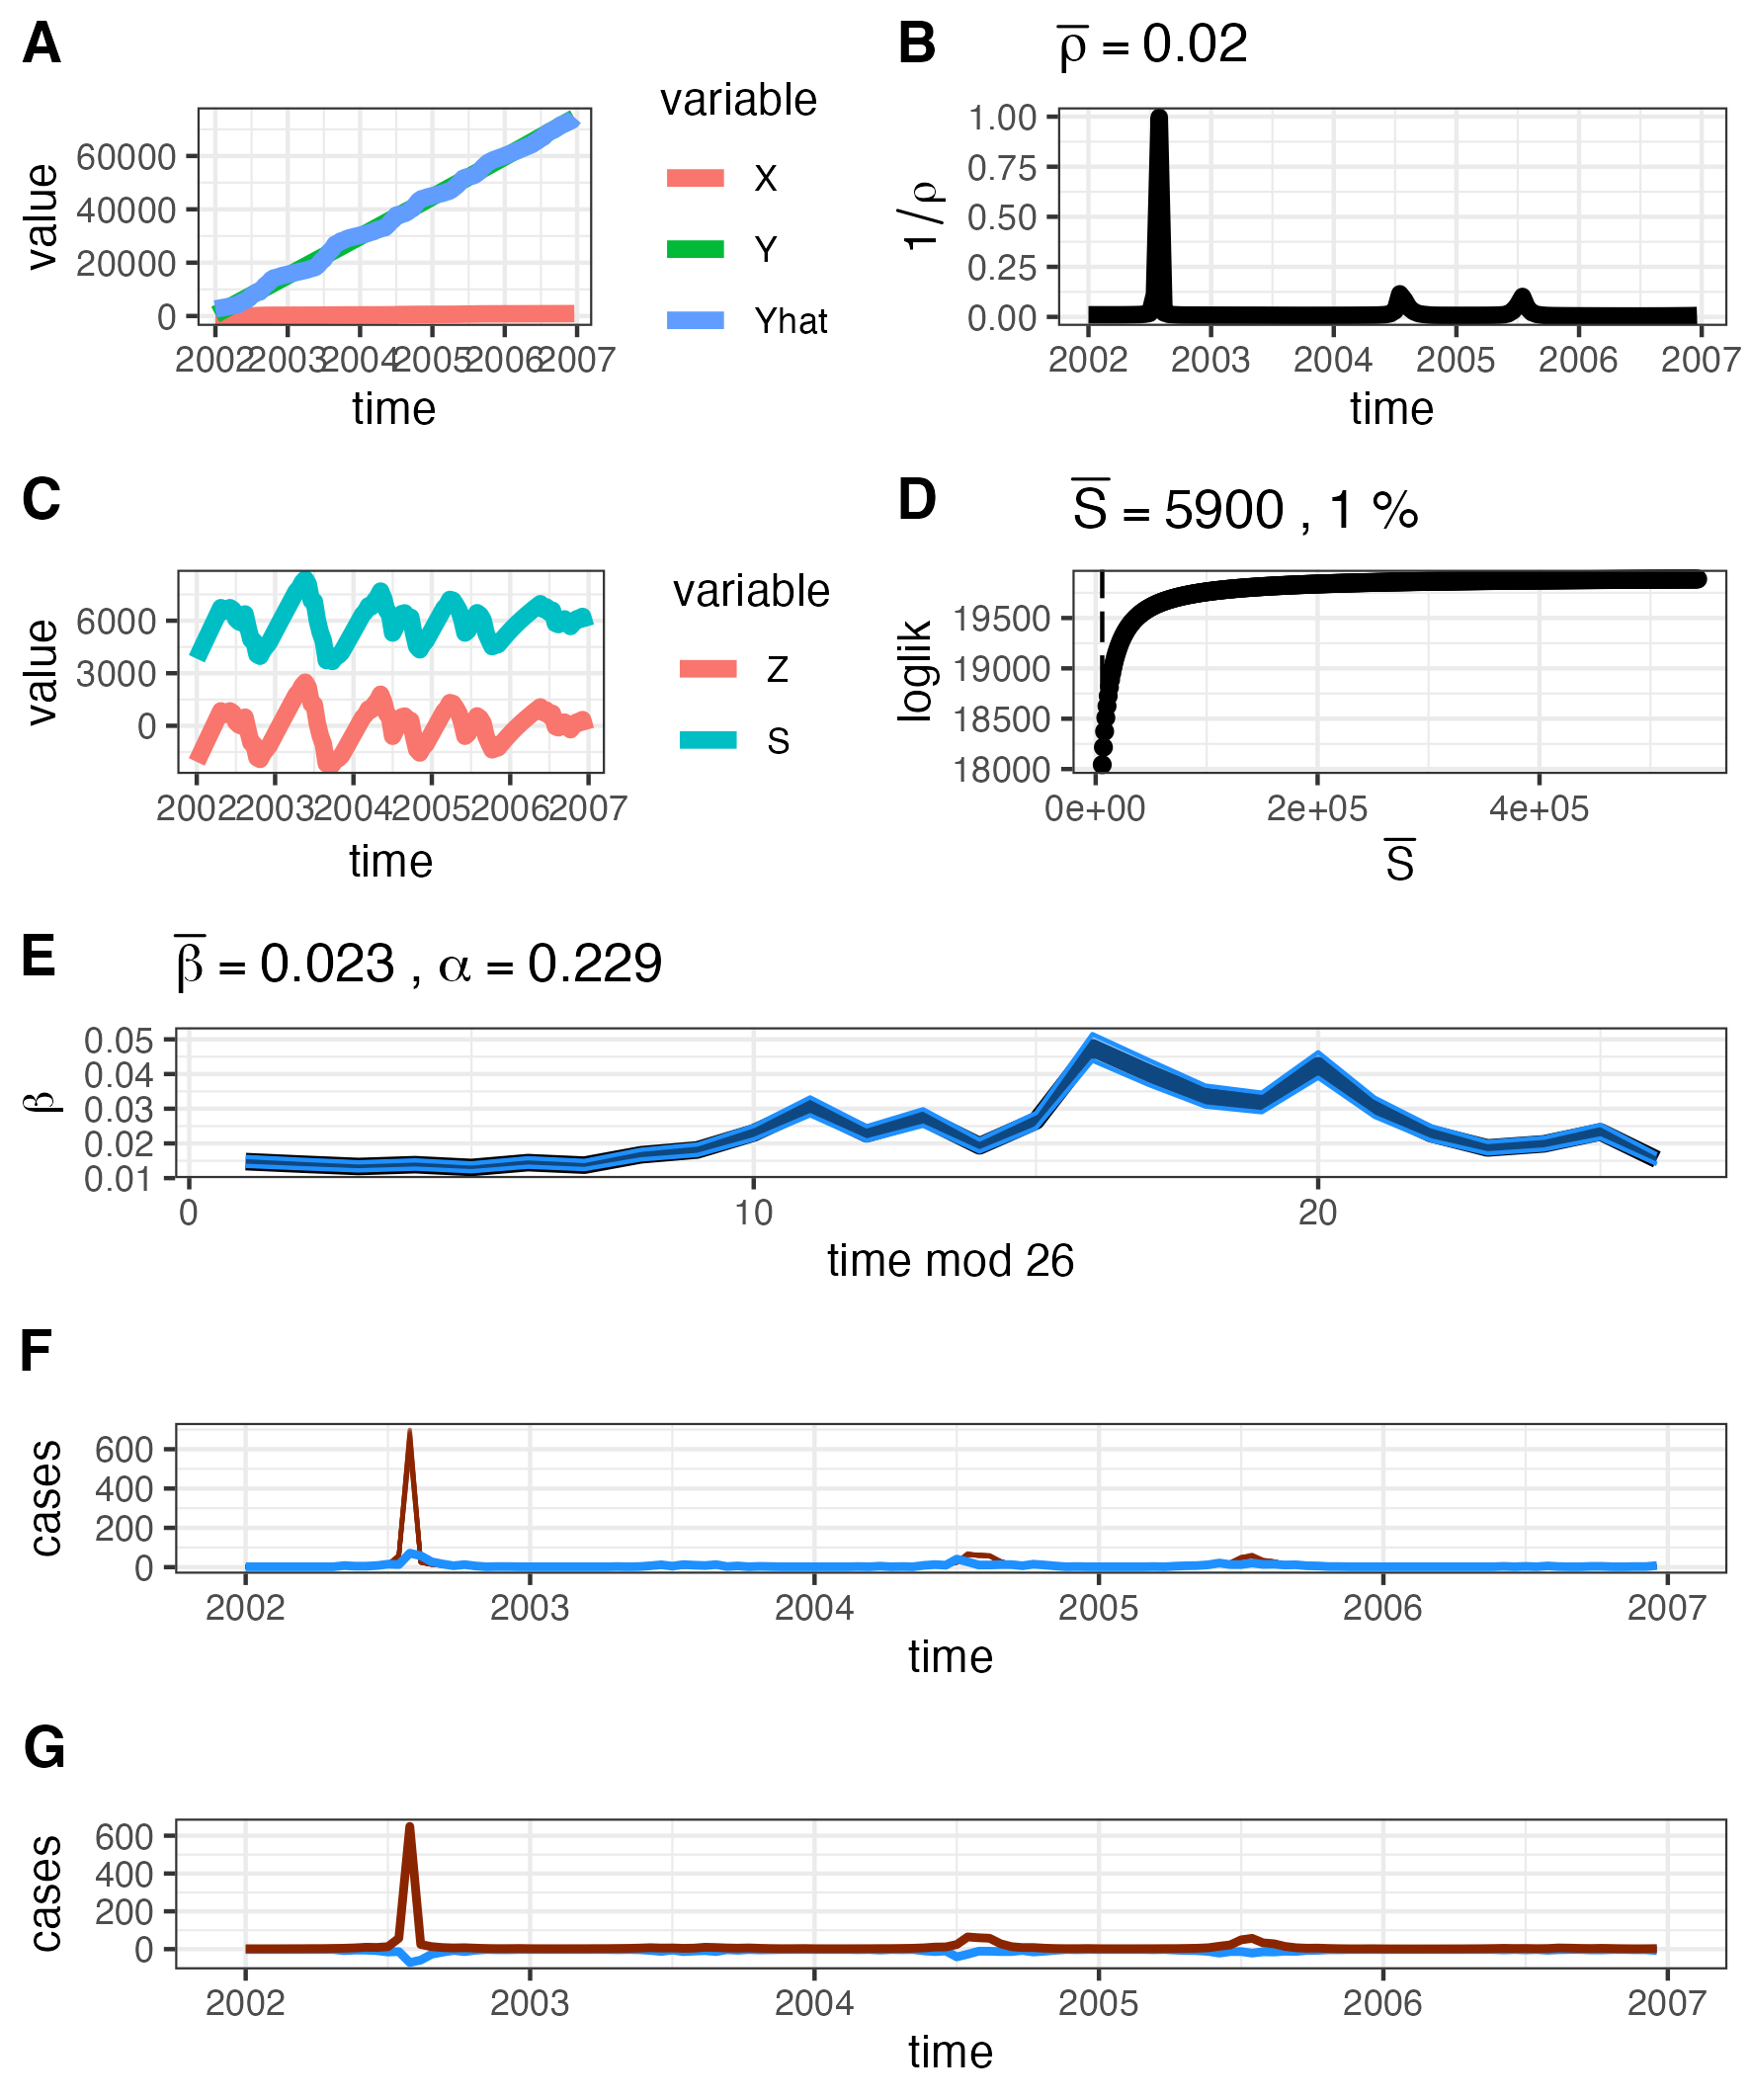 A
variable
value
60000
40000
20000
0
X
Y
Yhat
2002 2003 2004 2005 2006 2007
time
B
ρ̅ = 0.02
1/ρ
1.00
0.75
0.50
0.25
0.00
2002 2003 2004 2005 2006 2007
time
C
variable
value
6000
3000
0
Z
S
2002 2003 2004 2005 2006 2007
time
D
S̅ = 5900 , 1 %
loglik
19500
19000
18500
18000
0e+00 2e+05 4e+05
S̅
E
β̅ = 0.023 , α = 0.229
β
0.05
0.04
0.03
0.02
0.01
0 10 20
time mod 26
F
cases
600
400
200
0
2002 2003 2004 2005 2006 2007
time
G
cases
600
400
200
0
2002 2003 2004 2005 2006 2007
time